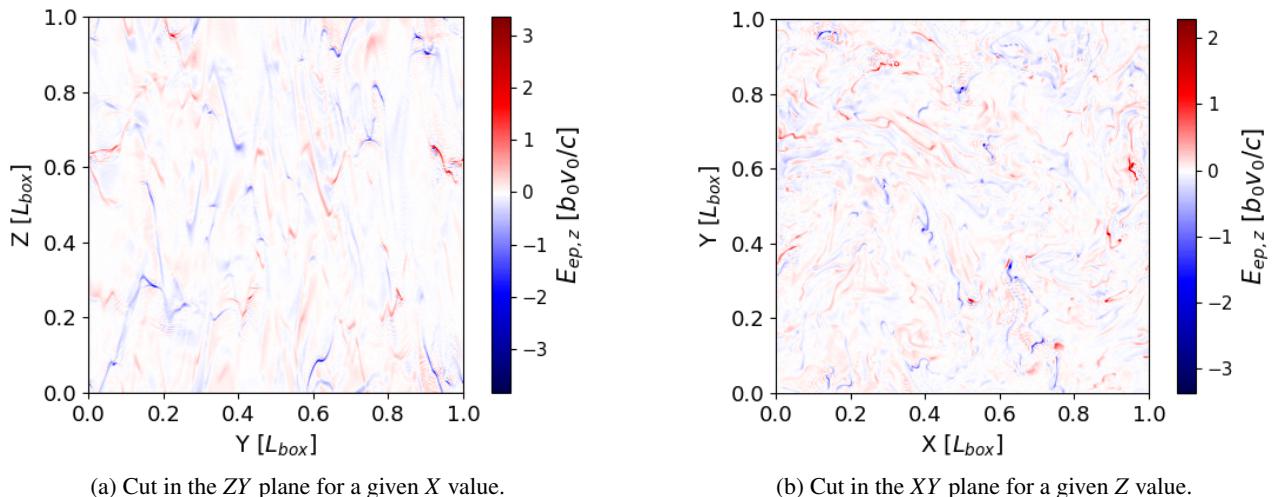 1.0
0.8
0.6
0.4
0.2
0.0
0.0 0.2 0.4 0.6 0.8 1.0
Z [L_box]
Y [L_box]
3
2
1
0
−1
−2
−3
E_ep,z [b_0v_0/c]
(a) Cut in the ZY plane for a given X value.
1.0
0.8
0.6
0.4
0.2
0.0
0.0 0.2 0.4 0.6 0.8 1.0
Y [L_box]
X [L_box]
2
1
0
−1
−2
−3
E_ep,z [b_0v_0/c]
(b) Cut in the XY plane for a given Z value.